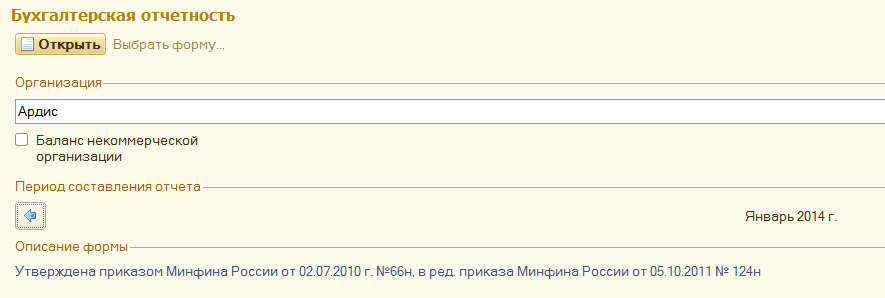 Бухгалтерская отчетность
Открыть Выбрать форму...
Организация
Ардис
Баланс некоммерческой
организации
Период составления отчета
Январь 2014 г.
Описание формы
Утверждена приказом Минфина России от 02.07.2010 г. №66н, в ред. приказа Минфина России от 05.10.2011 № 124н